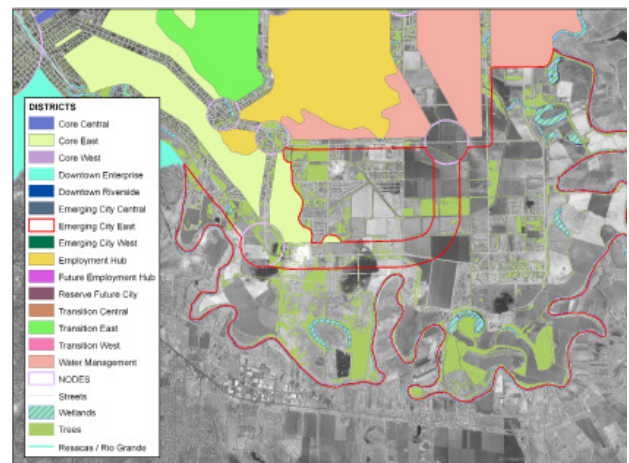 DISTRICTS
Core Central
Core East
Core West
Downtown Enterprise
Downtown Riverside
Emerging City Central
Emerging City East
Emerging City West
Employment Hub
Future Employment Hub
Reserve Future City
Transition Central
Transition East
Transition West
Water Management
NODES
Streets
Wetlands
Trees
Resacas / Rio Grande